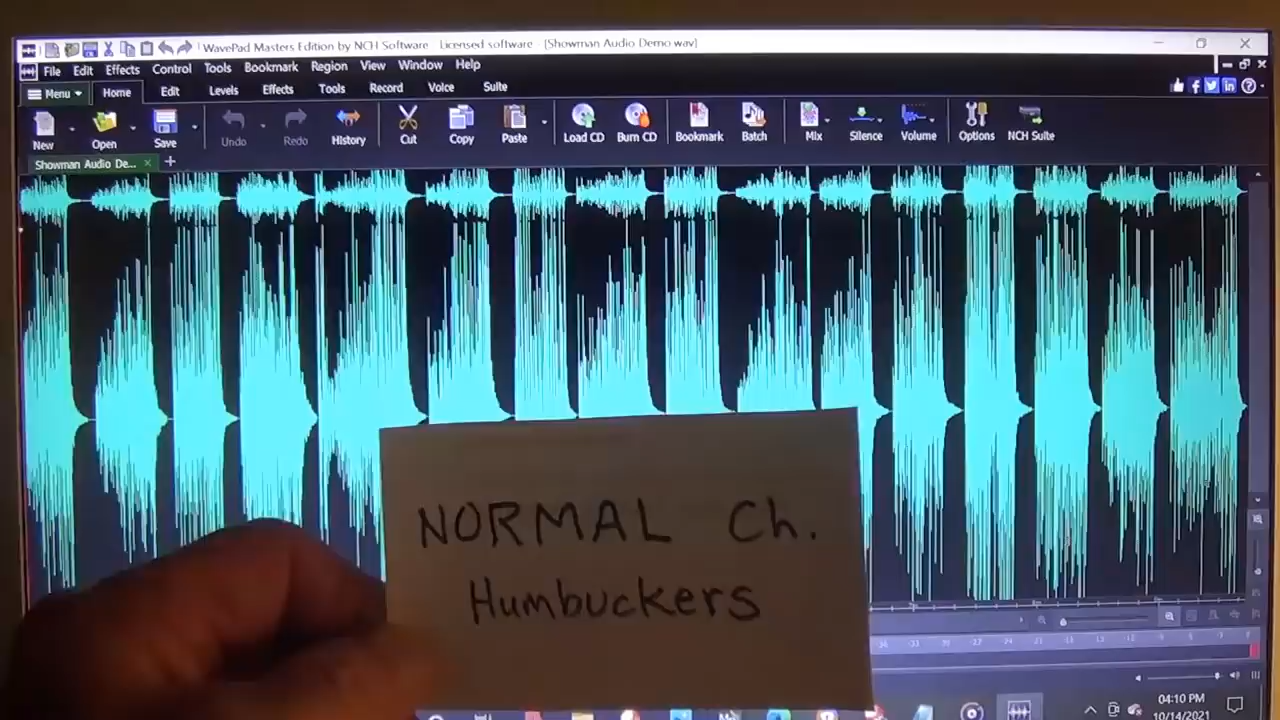 WavePad Masters Edition by NCH Software - Licensed software - [Showman Audio Demo.wav]
File Edit Effects Control Tools Bookmark Region View Window Help
Menu Home Edit Levels Effects Tools Record Voice Suite
New Open Save Undo Redo History Cut Copy Paste Load CD Burn CD Bookmark Batch Mix Silence Volume Options NCH Suite
Showman Audio De...
NORMAL Ch.
Humbuckers
04:10 PM
10/14/2021